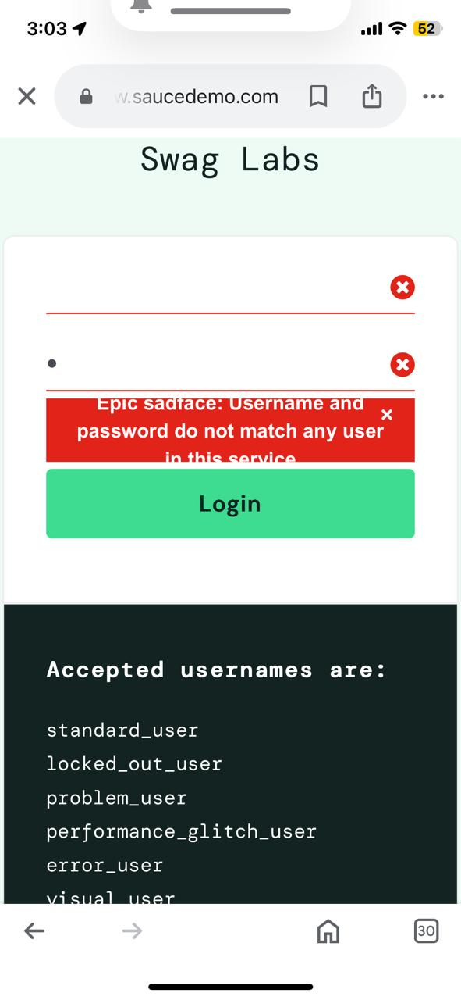 3:03
52
w.saucedemo.com
Swag Labs
Epic sadface: Username and
password do not match any user
in this service
Login
Accepted usernames are:
standard_user
locked_out_user
problem_user
performance_glitch_user
error_user
visual_user
30